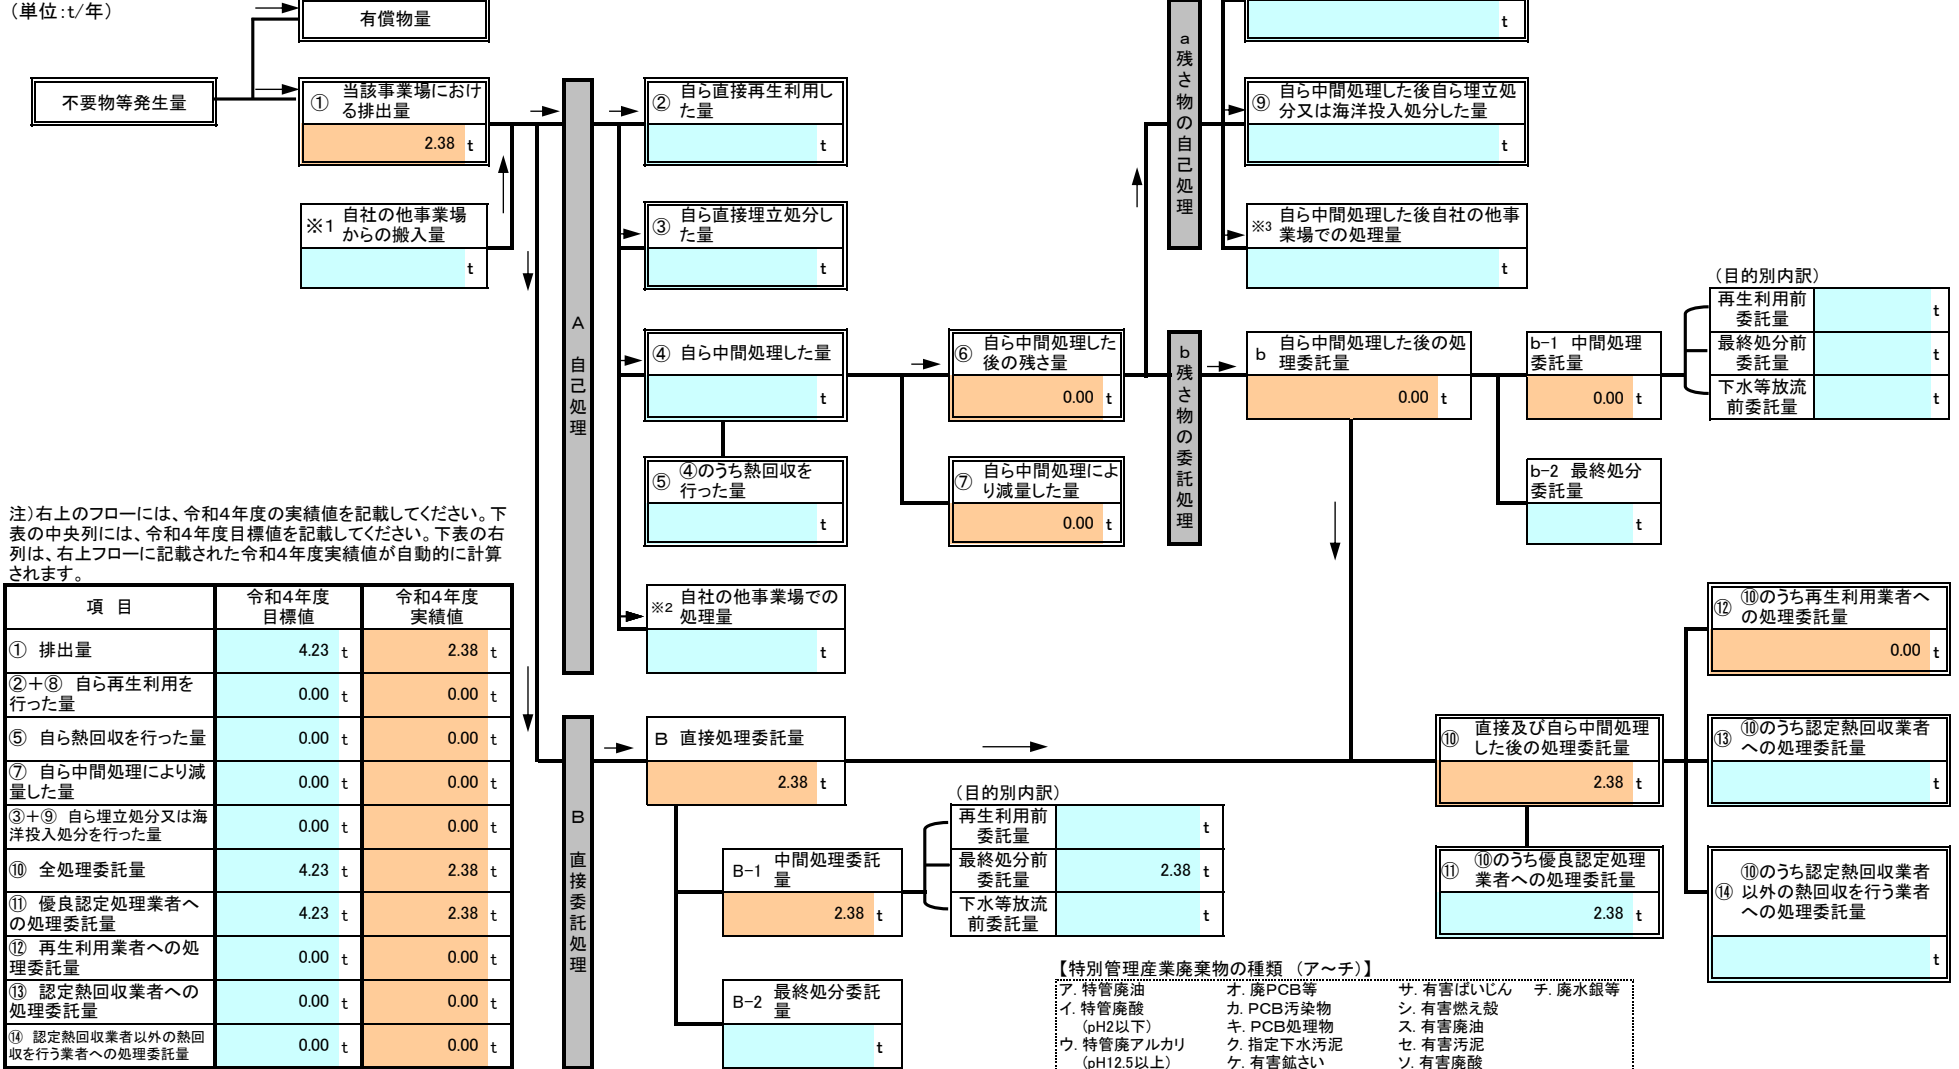 （単位:t/年）
有償物量
不要物等発生量
①
当該事業場におけ
る排出量
2.38 t
※1
自社の他事業場
からの搬入量
t
A 自己処理
②
自ら直接再生利用し
た量
t
③
自ら直接埋立処分し
た量
t
④ 自ら中間処理した量
t
⑤
④のうち熱回収を
行った量
t
※2
自社の他事業場での
処理量
t
⑥
自ら中間処理した
後の残さ量
0.00 t
⑦
自ら中間処理によ
り減量した量
0.00 t
a残さ物の自己処理
t
⑨
自ら中間処理した後自ら埋立処
分又は海洋投入処分した量
t
※3
自ら中間処理した後自社の他事
業場での処理量
t
b残さ物の委託処理
b
自ら中間処理した後の処
理委託量
0.00 t
b-1 中間処理
委託量
0.00 t
b-2 最終処分
委託量
t
（目的別内訳）
再生利用前
委託量
t
最終処分前
委託量
t
下水等放流
前委託量
t
注）右上のフローには、令和４年度の実績値を記載してください。下
表の中央列には、令和４年度目標値を記載してください。下表の右
列は、右上フローに記載された令和４年度実績値が自動的に計算
されます。
項 目
令和４年度
目標値
令和４年度
実績値
① 排出量 4.23 t 2.38 t
②＋⑧ 自ら再生利用を
行った量 0.00 t 0.00 t
⑤ 自ら熱回収を行った量 0.00 t 0.00 t
⑦ 自ら中間処理により減
量した量 0.00 t 0.00 t
③＋⑨ 自ら埋立処分又は海
洋投入処分を行った量 0.00 t 0.00 t
⑩ 全処理委託量 4.23 t 2.38 t
⑪ 優良認定処理業者へ
の処理委託量 4.23 t 2.38 t
⑫ 再生利用業者への処
理委託量 0.00 t 0.00 t
⑬ 認定熱回収業者への
処理委託量 0.00 t 0.00 t
⑭ 認定熱回収業者以外の熱回
収を行う業者への処理委託量 0.00 t 0.00 t
B 直接委託処理
B 直接処理委託量
2.38 t
B-1
中間処理委託
量
2.38 t
B-2
最終処分委託
量
t
（目的別内訳）
再生利用前
委託量
t
最終処分前
委託量
2.38 t
下水等放流
前委託量
t
⑩
直接及び自ら中間処理
した後の処理委託量
2.38 t
⑪
⑩のうち優良認定処理
業者への処理委託量
2.38 t
⑫
⑩のうち再生利用業者へ
の処理委託量
0.00 t
⑬
⑩のうち認定熱回収業者
への処理委託量
t
⑭
⑩のうち認定熱回収業者
以外の熱回収を行う業者
への処理委託量
t
【特別管理産業廃棄物の種類 （ア～チ）】
ア. 特管廃油 オ. 廃PCB等 サ. 有害ばいじん チ. 廃水銀等
イ. 特管廃酸 カ. PCB汚染物 シ. 有害燃え殻
（pH2以下） キ. PCB処理物 ス. 有害廃油
ウ. 特管廃アルカリ ク. 指定下水汚泥 セ. 有害汚泥
（pH12.5以上） ケ. 有害鉱さい ソ. 有害廃酸